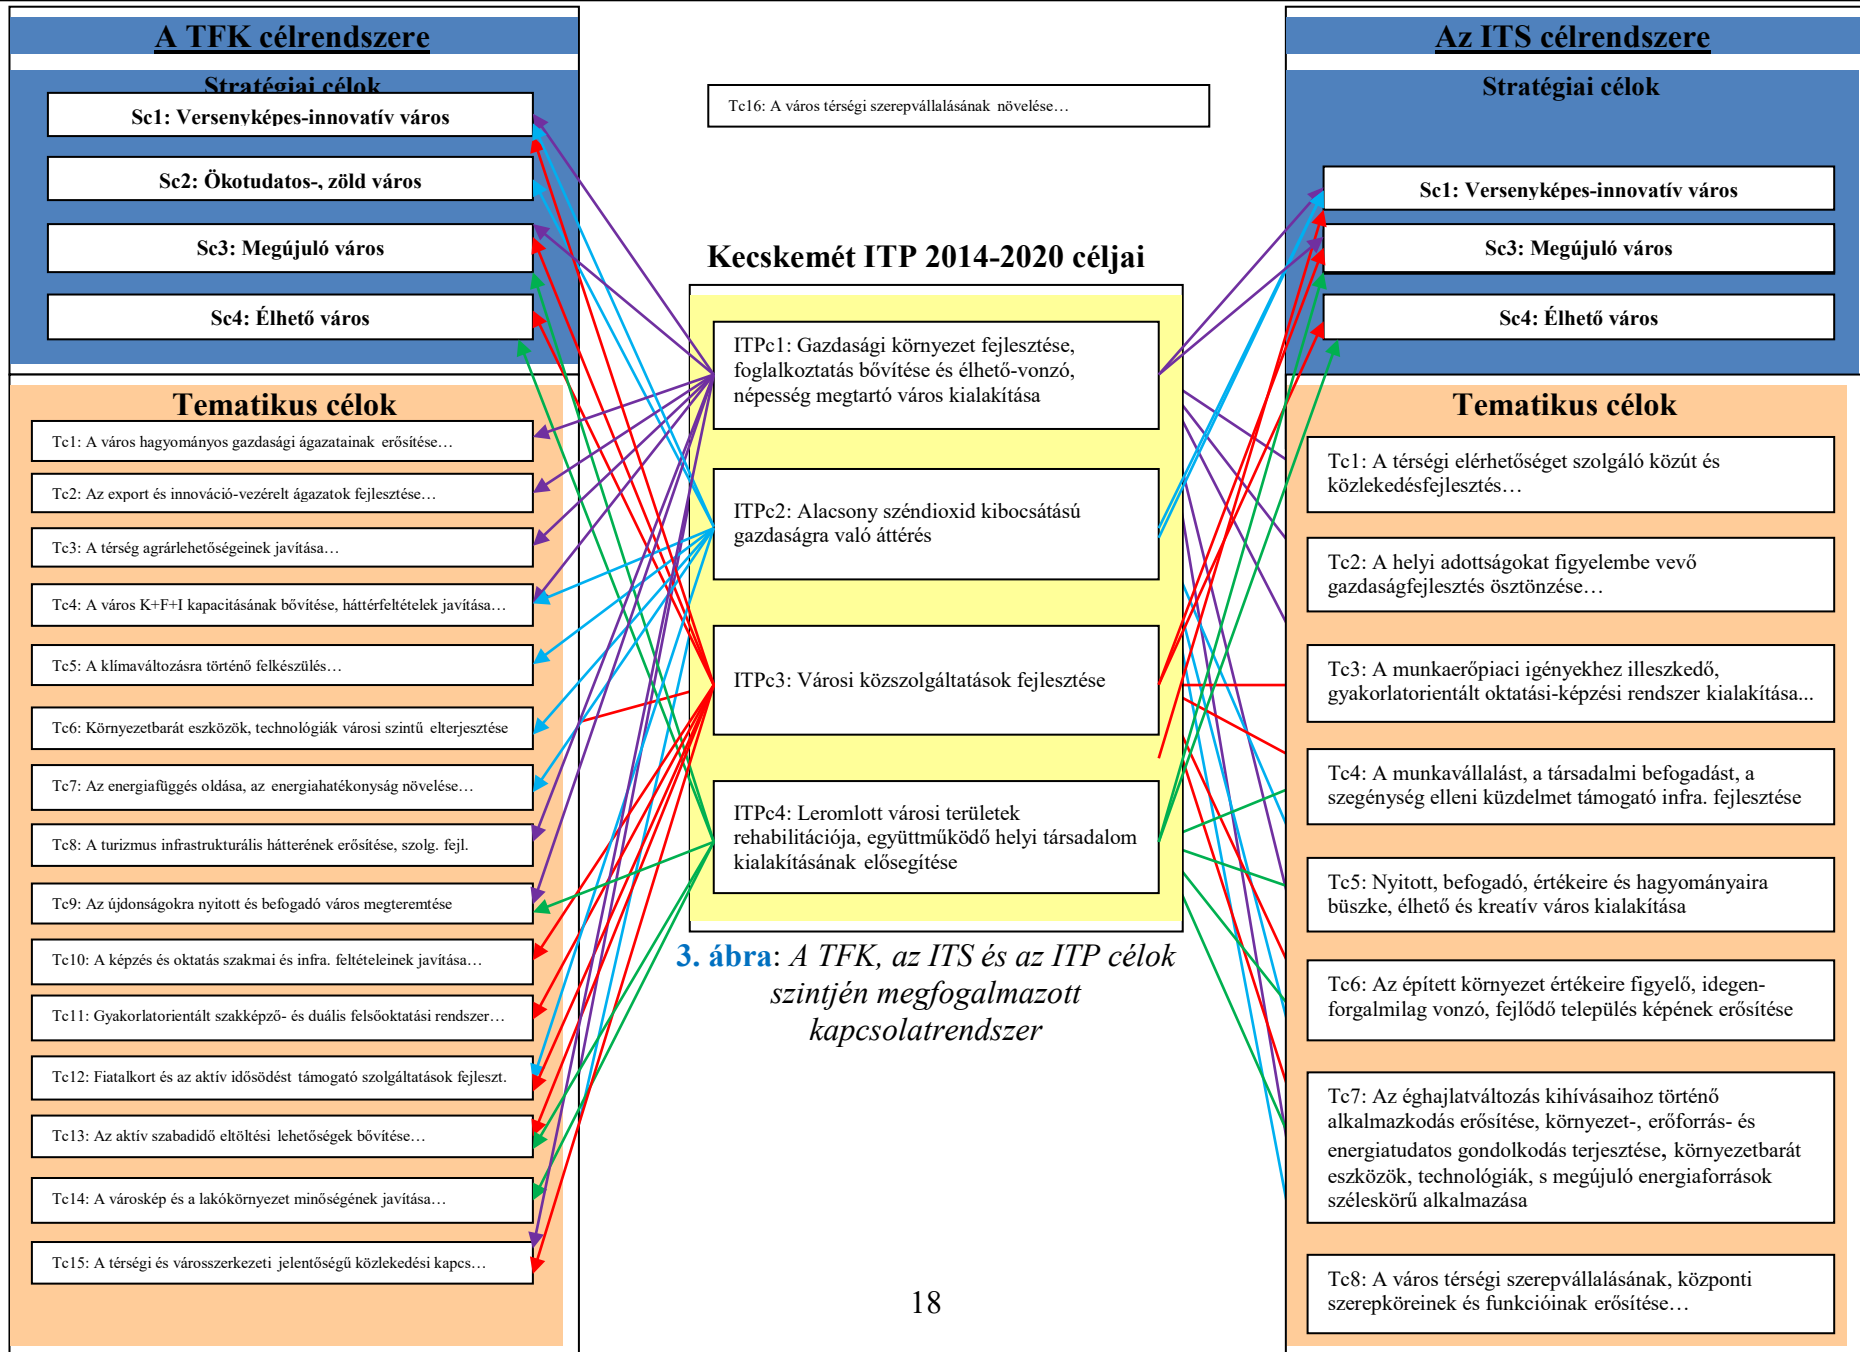 A TFK célrendszere
Stratégiai célok
Sc1: Versenyképes-innovatív város
Sc2: Ökotudatos-, zöld város
Sc3: Megújuló város
Sc4: Élhető város
Tematikus célok
Tc1: A város hagyományos gazdasági ágazatainak erősítése…
Tc2: Az export és innováció-vezérelt ágazatok fejlesztése…
Tc3: A térség agrárlehetőségeinek javítása…
Tc4: A város K+F+I kapacitásának bővítése, háttérfeltételek javítása…
Tc5: A klímaváltozásra történő felkészülés…
Tc6: Környezetbarát eszközök, technológiák városi szintű elterjesztése
Tc7: Az energiafüggés oldása, az energiahatékonyság növelése…
Tc8: A turizmus infrastrukturális hátterének erősítése, szolg. fejl.
Tc9: Az újdonságokra nyitott és befogadó város megteremtése
Tc10: A képzés és oktatás szakmai és infra. feltételeinek javítása…
Tc11: Gyakorlatorientált szakképző- és duális felsőoktatási rendszer…
Tc12: Fiatalkort és az aktív idősödést támogató szolgáltatások fejleszt.
Tc13: Az aktív szabadidő eltöltési lehetőségek bővítése…
Tc14: A városkép és a lakókörnyezet minőségének javítása…
Tc15: A térségi és városszerkezeti jelentőségű közlekedési kapcs…
Tc16: A város térségi szerepvállalásának növelése…
Kecskemét ITP 2014-2020 céljai
ITPc1: Gazdasági környezet fejlesztése,
foglalkoztatás bővítése és élhető-vonzó,
népesség megtartó város kialakítása
ITPc2: Alacsony széndioxid kibocsátású
gazdaságra való áttérés
ITPc3: Városi közszolgáltatások fejlesztése
ITPc4: Leromlott városi területek
rehabilitációja, együttműködő helyi társadalom
kialakításának elősegítése
3. ábra: A TFK, az ITS és az ITP célok
szintjén megfogalmazott
kapcsolatrendszer
Az ITS célrendszere
Stratégiai célok
Sc1: Versenyképes-innovatív város
Sc3: Megújuló város
Sc4: Élhető város
Tematikus célok
Tc1: A térségi elérhetőséget szolgáló közút és
közlekedésfejlesztés…
Tc2: A helyi adottságokat figyelembe vevő
gazdaságfejlesztés ösztönzése…
Tc3: A munkaerőpiaci igényekhez illeszkedő,
gyakorlatorientált oktatási-képzési rendszer kialakítása...
Tc4: A munkavállalást, a társadalmi befogadást, a
szegénység elleni küzdelmet támogató infra. fejlesztése
Tc5: Nyitott, befogadó, értékeire és hagyományaira
büszke, élhető és kreatív város kialakítása
Tc6: Az épített környezet értékeire figyelő, idegen-
forgalmilag vonzó, fejlődő település képének erősítése
Tc7: Az éghajlatváltozás kihívásaihoz történő
alkalmazkodás erősítése, környezet-, erőforrás- és
energiatudatos gondolkodás terjesztése, környezetbarát
eszközök, technológiák, s megújuló energiaforrások
széleskörű alkalmazása
Tc8: A város térségi szerepvállalásának, központi
szerepköreinek és funkcióinak erősítése…
18